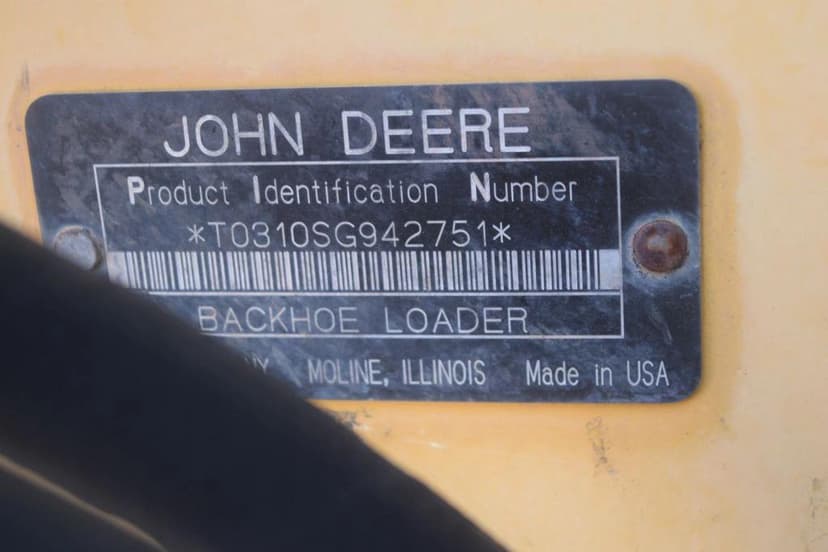 JOHN DEERE
Product Identification Number
*T0310SG942751*
BACKHOE LOADER
MOLINE, ILLINOIS Made in USA